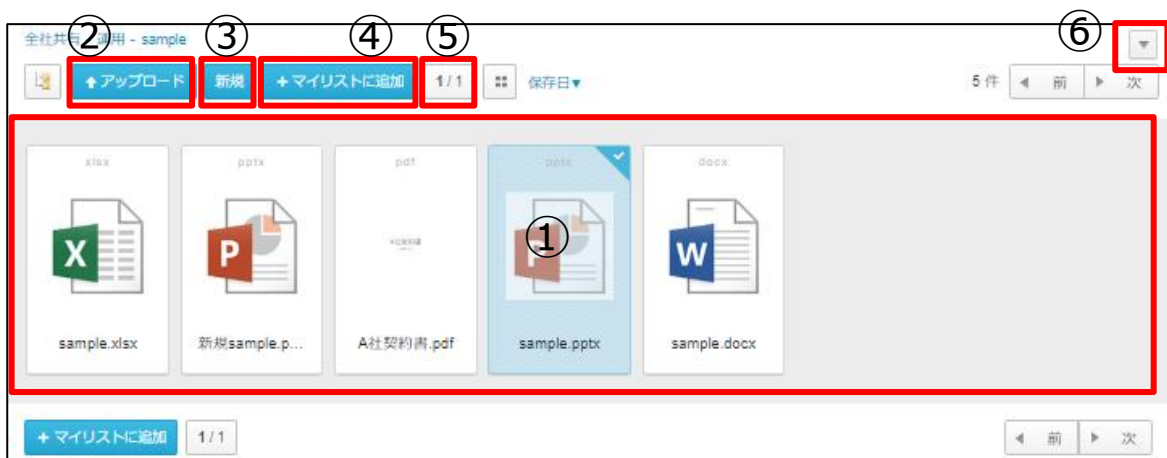 ② ③ ④ ⑤ ⑥
全社共有 - 運用 - sample
アップロード 新規 +マイリストに追加 1/1 保存日▼ 5 件 前 次
xlsx pptx pdf pptx docx
①
X P P W
sample.xlsx 新規sample.p... A社契約書.pdf sample.pptx sample.docx
+マイリストに追加 1/1 前 次